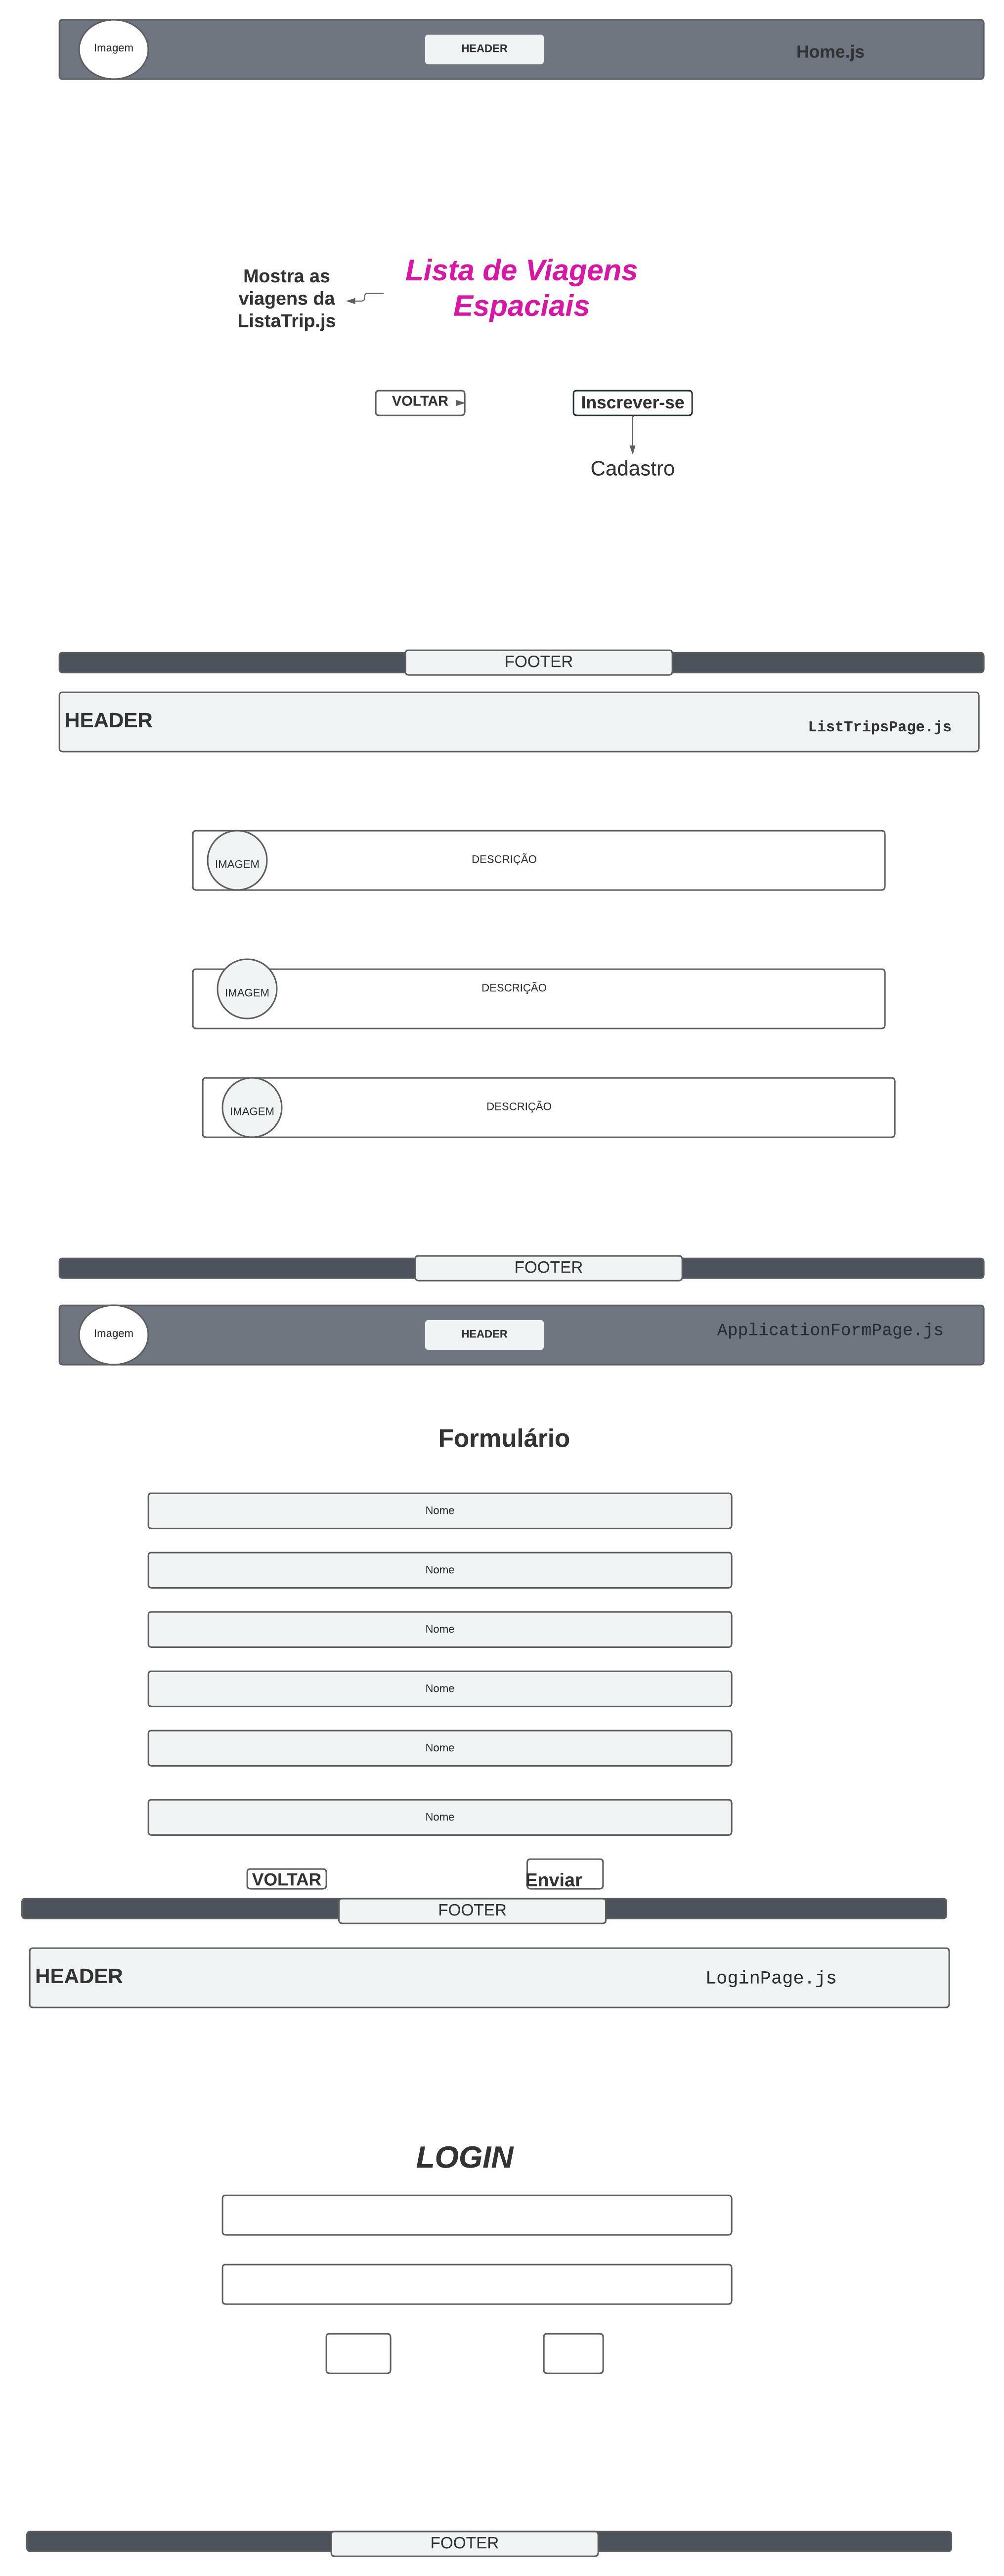 Imagem
HEADER
Home.js
Lista de Viagens
Espaciais
Mostra as
viagens da
ListaTrip.js
VOLTAR
Inscrever-se
Cadastro
FOOTER
HEADER
ListTripsPage.js
IMAGEM
DESCRIÇÃO
IMAGEM
DESCRIÇÃO
IMAGEM
DESCRIÇÃO
FOOTER
Imagem
HEADER
ApplicationFormPage.js
Formulário
Nome
Nome
Nome
Nome
Nome
Nome
VOLTAR
Enviar
FOOTER
HEADER
LoginPage.js
LOGIN
FOOTER